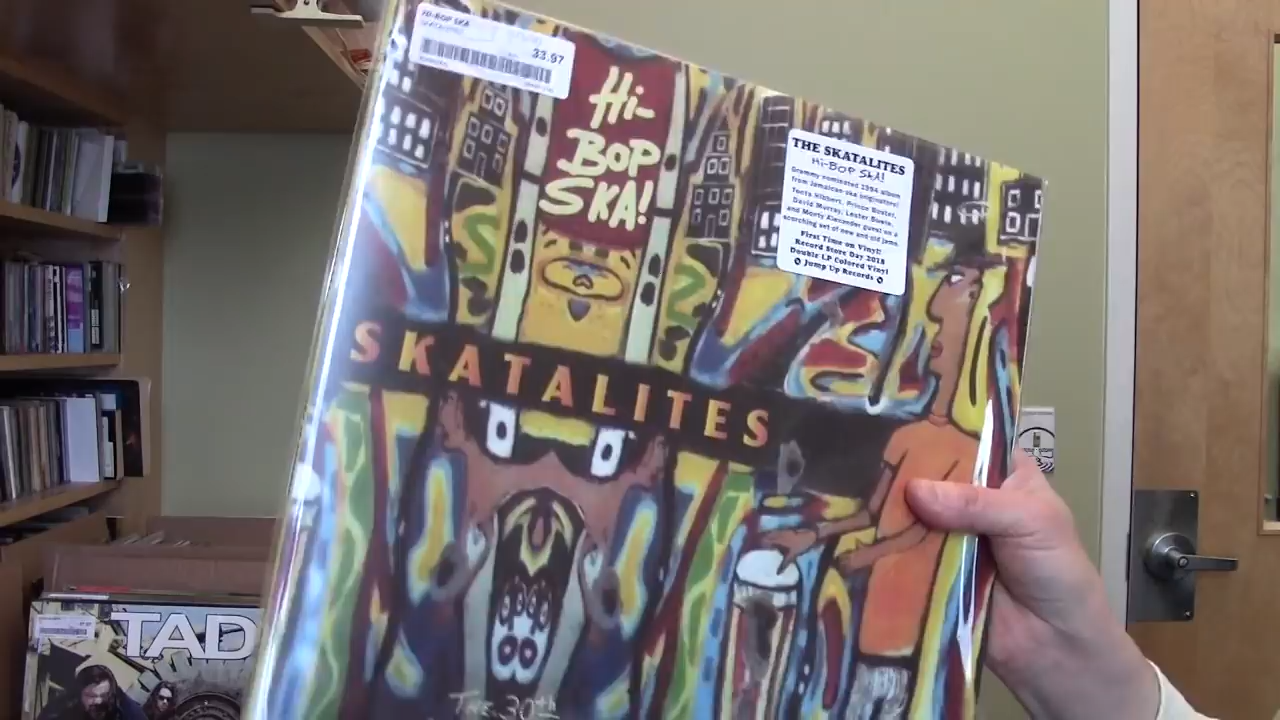 HI-BOP SKA
33.97
Hi-
BOP
SKA!
THE SKATALITES
Hi-BOP SkA!
Grammy nominated 1994 album
from Jamaican ska originators!
Toots Hibbert, Prince Buster,
David Murray, Lester Bowie,
and Monty Alexander guest on a
scorching set of new and old jams.
First Time on Vinyl!
Record Store Day 2018
Double LP Colored Vinyl
Jump Up Records
SKATALITES
THE 30th
TAD